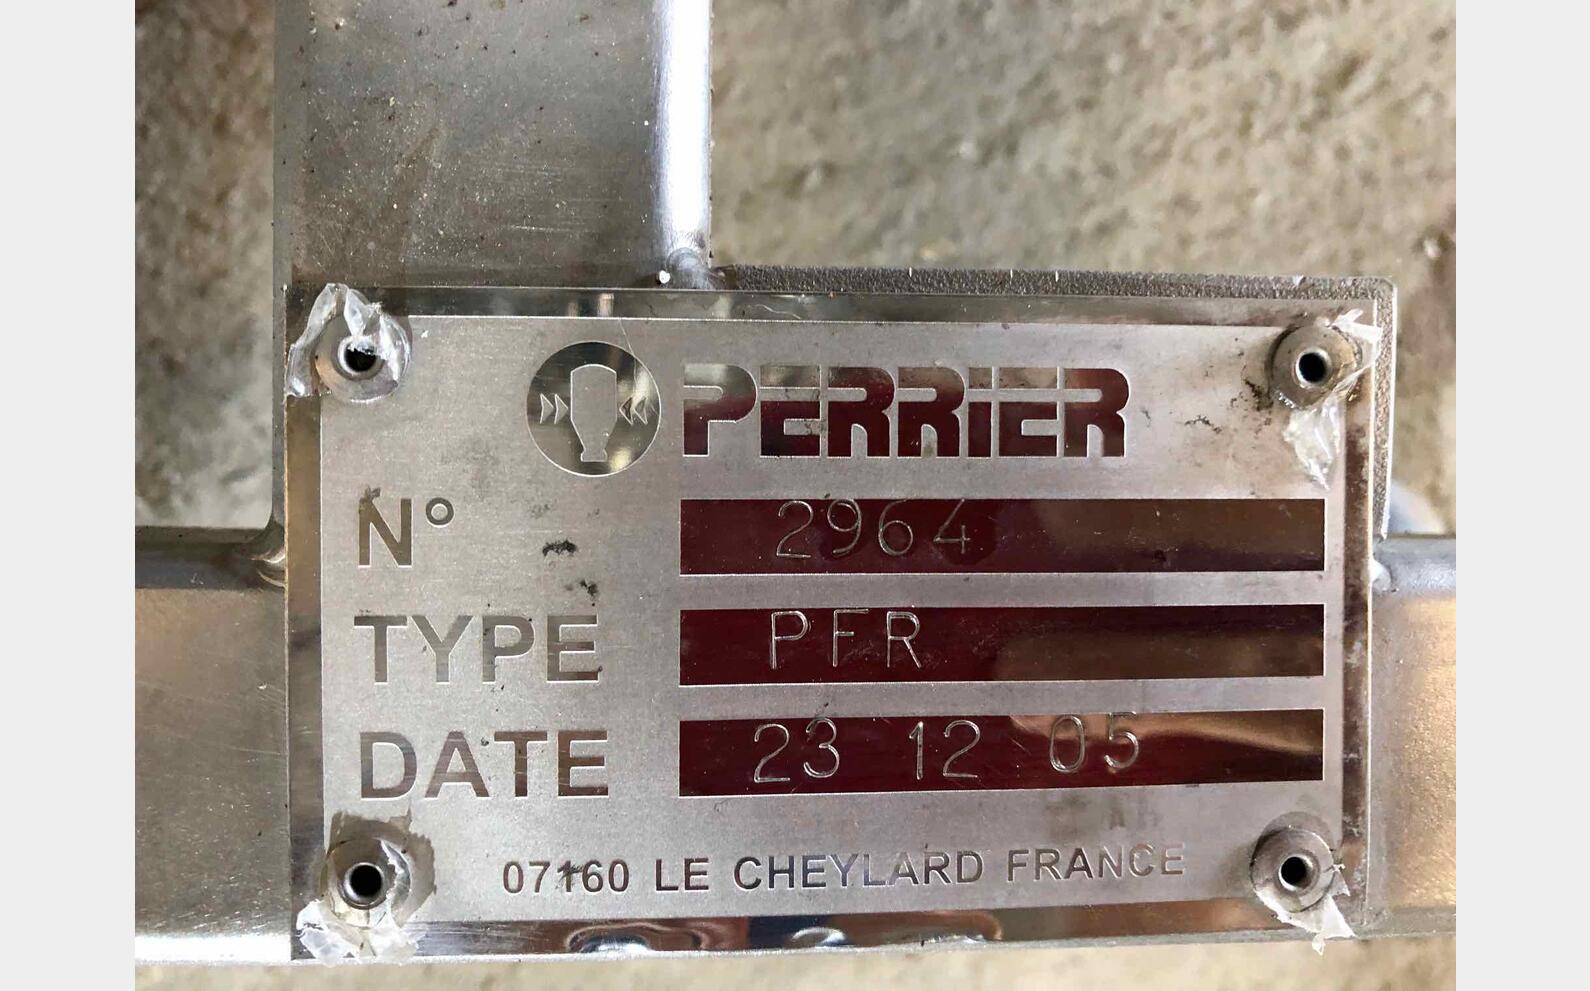 PERRIER
N° 2964
TYPE PFR
DATE 23 12 05
07160 LE CHEYLARD FRANCE